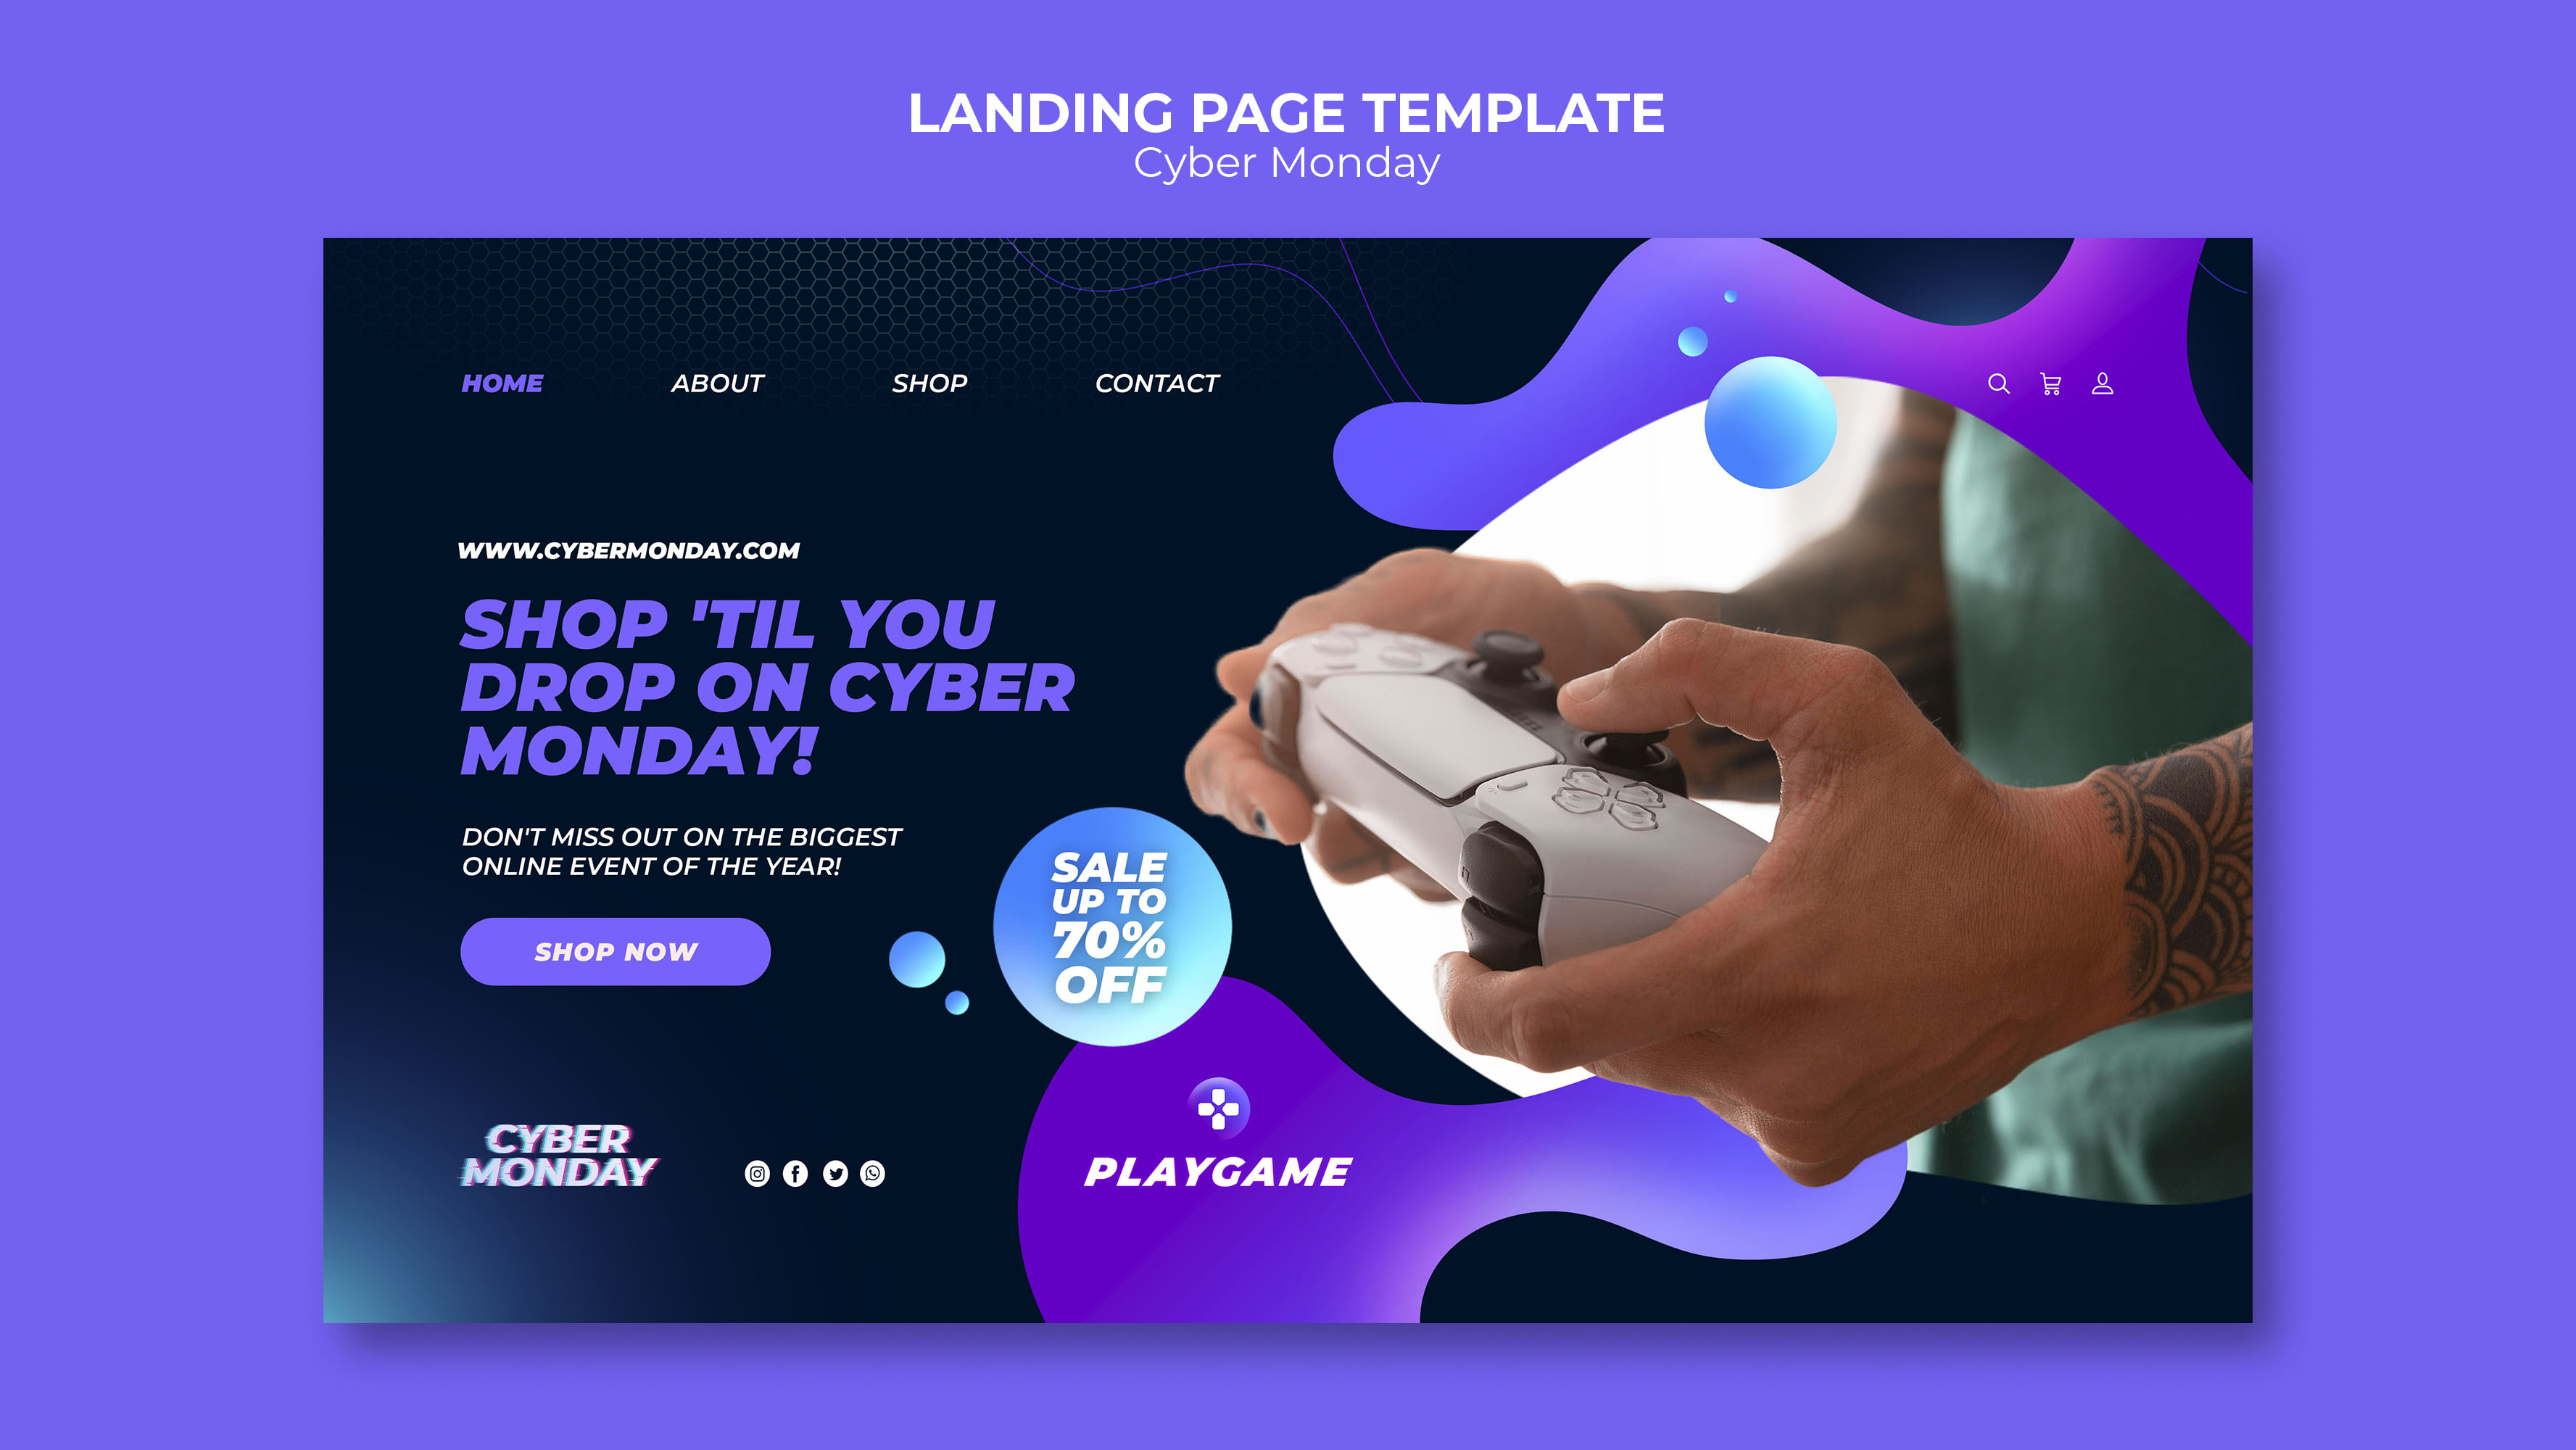 LANDING PAGE TEMPLATE
Cyber Monday
HOME ABOUT SHOP CONTACT
WWW.CYBERMONDAY.COM
SHOP 'TIL YOU
DROP ON CYBER
MONDAY!
DON'T MISS OUT ON THE BIGGEST
ONLINE EVENT OF THE YEAR!
SHOP NOW
SALE
UP TO
70%
OFF
CYBER
MONDAY
PLAYGAME